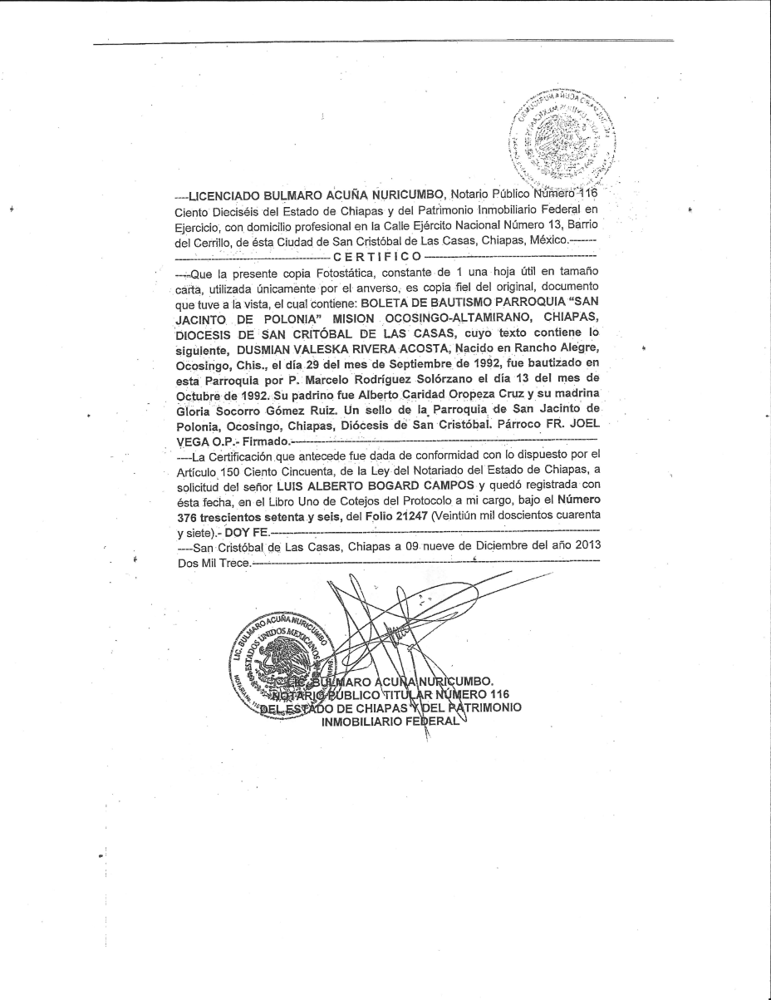 ----LICENCIADO BULMARO ACUÑA NURICUMBO, Notario Público Número 116
Ciento Dieciséis del Estado de Chiapas y del Patrimonio Inmobiliario Federal en
Ejercicio, con domicilio profesional en la Calle Ejército Nacional Número 13, Barrio
del Cerrillo, de ésta Ciudad de San Cristóbal de Las Casas, Chiapas, México.-------
--------------------------------------- C E R T I F I C O --------------------------------------------
----Que la presente copia Fotostática, constante de 1 una hoja útil en tamaño
carta, utilizada únicamente por el anverso, es copia fiel del original, documento
que tuve a la vista, el cual contiene: BOLETA DE BAUTISMO PARROQUIA “SAN
JACINTO DE POLONIA” MISION OCOSINGO-ALTAMIRANO, CHIAPAS,
DIOCESIS DE SAN CRITÓBAL DE LAS CASAS, cuyo texto contiene lo
siguiente, DUSMIAN VALESKA RIVERA ACOSTA, Nacido en Rancho Alegre,
Ocosingo, Chis., el día 29 del mes de Septiembre de 1992, fue bautizado en
esta Parroquia por P. Marcelo Rodríguez Solórzano el día 13 del mes de
Octubre de 1992. Su padrino fue Alberto Caridad Oropeza Cruz y su madrina
Gloria Socorro Gómez Ruiz. Un sello de la Parroquia de San Jacinto de
Polonia, Ocosingo, Chiapas, Diócesis de San Cristóbal. Párroco FR. JOEL
VEGA O.P.- Firmado.-----------------------------------------------------------------------------
----La Certificación que antecede fue dada de conformidad con lo dispuesto por el
Artículo 150 Ciento Cincuenta, de la Ley del Notariado del Estado de Chiapas, a
solicitud del señor LUIS ALBERTO BOGARD CAMPOS y quedó registrada con
ésta fecha, en el Libro Uno de Cotejos del Protocolo a mi cargo, bajo el Número
376 trescientos setenta y seis, del Folio 21247 (Veintiún mil doscientos cuarenta
y siete).- DOY FE.----------------------------------------------------------------------------------
----San Cristóbal de Las Casas, Chiapas a 09 nueve de Diciembre del año 2013
Dos Mil Trece.---------------------------------------------------------------------------------------
LIC. BULMARO ACUÑA NURICUMBO
ESTADOS UNIDOS MEXICANOS
LIC. BULMARO ACUÑA NURICUMBO.
NOTARIO PÚBLICO TITULAR NÚMERO 116
DEL ESTADO DE CHIAPAS Y DEL PATRIMONIO
INMOBILIARIO FEDERAL